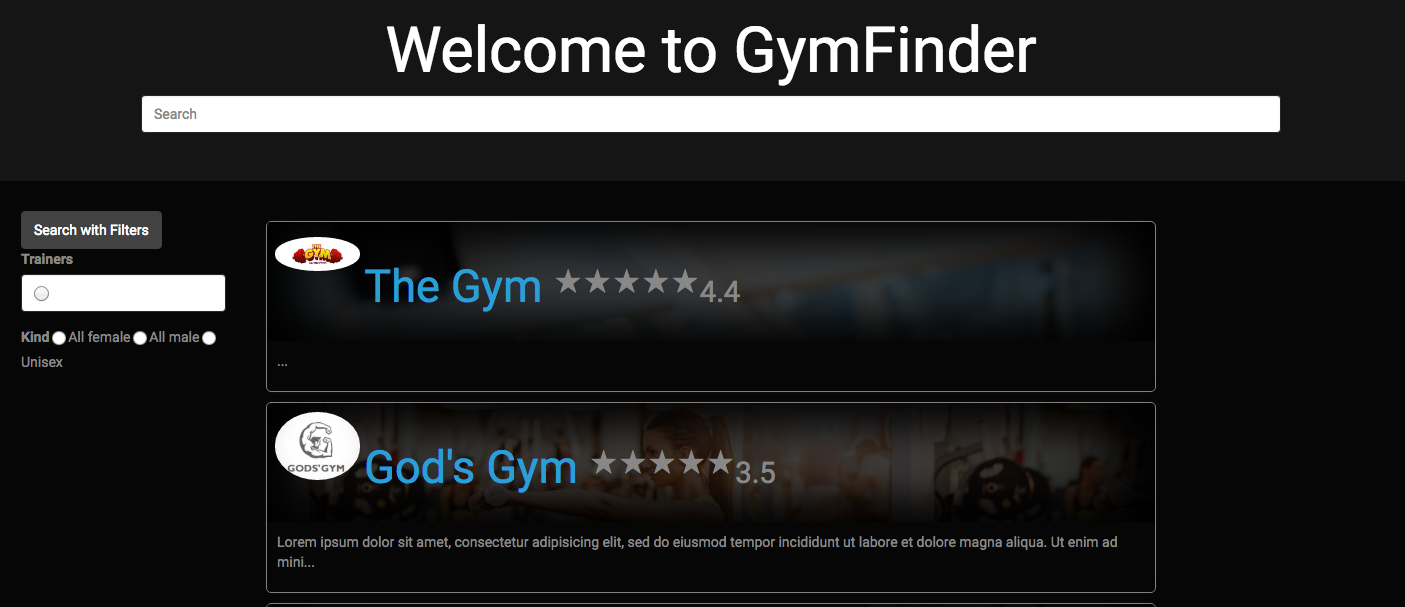 Welcome to GymFinder
Search
Search with Filters
Trainers
Kind All female All male
Unisex
GYM
The Gym ★★★★★ 4.4
...
GODS'GYM
God's Gym ★★★★★ 3.5
Lorem ipsum dolor sit amet, consectetur adipisicing elit, sed do eiusmod tempor incididunt ut labore et dolore magna aliqua. Ut enim ad
mini...